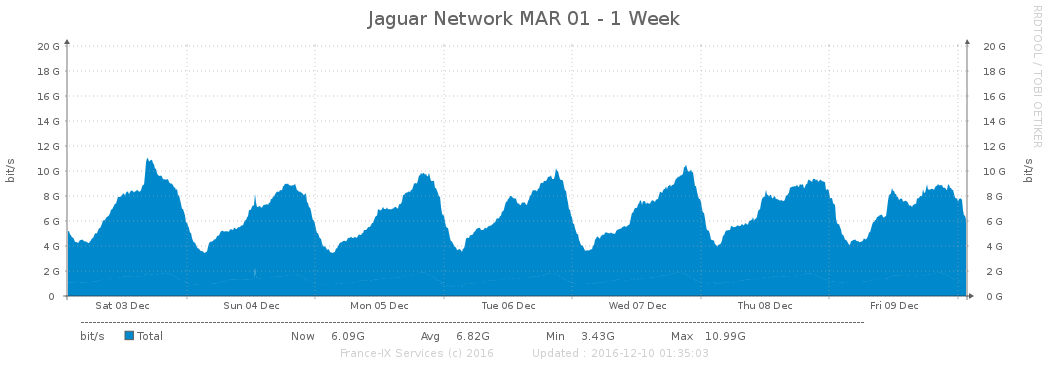 Jaguar Network MAR 01 - 1 Week
RRDTOOL / TOBI OETIKER
bit/s
20 G
18 G
16 G
14 G
12 G
10 G
8 G
6 G
4 G
2 G
0
20 G
18 G
16 G
14 G
12 G
10 G
8 G
6 G
4 G
2 G
0 G
bit/s
Sat 03 Dec Sun 04 Dec Mon 05 Dec Tue 06 Dec Wed 07 Dec Thu 08 Dec Fri 09 Dec
bit/s Total Now 6.09G Avg 6.82G Min 3.43G Max 10.99G
France-IX Services (c) 2016 Updated : 2016-12-10 01:35:03